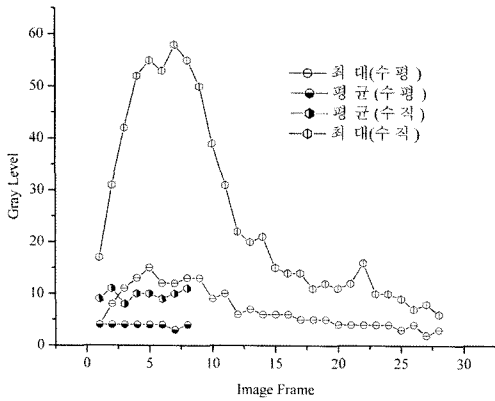 60
50
40
30
20
10
0
Gray Level
최 대(수 평)
평 균(수 평)
평 균(수 직)
최 대(수 직)
0 5 10 15 20 25 30
Image Frame